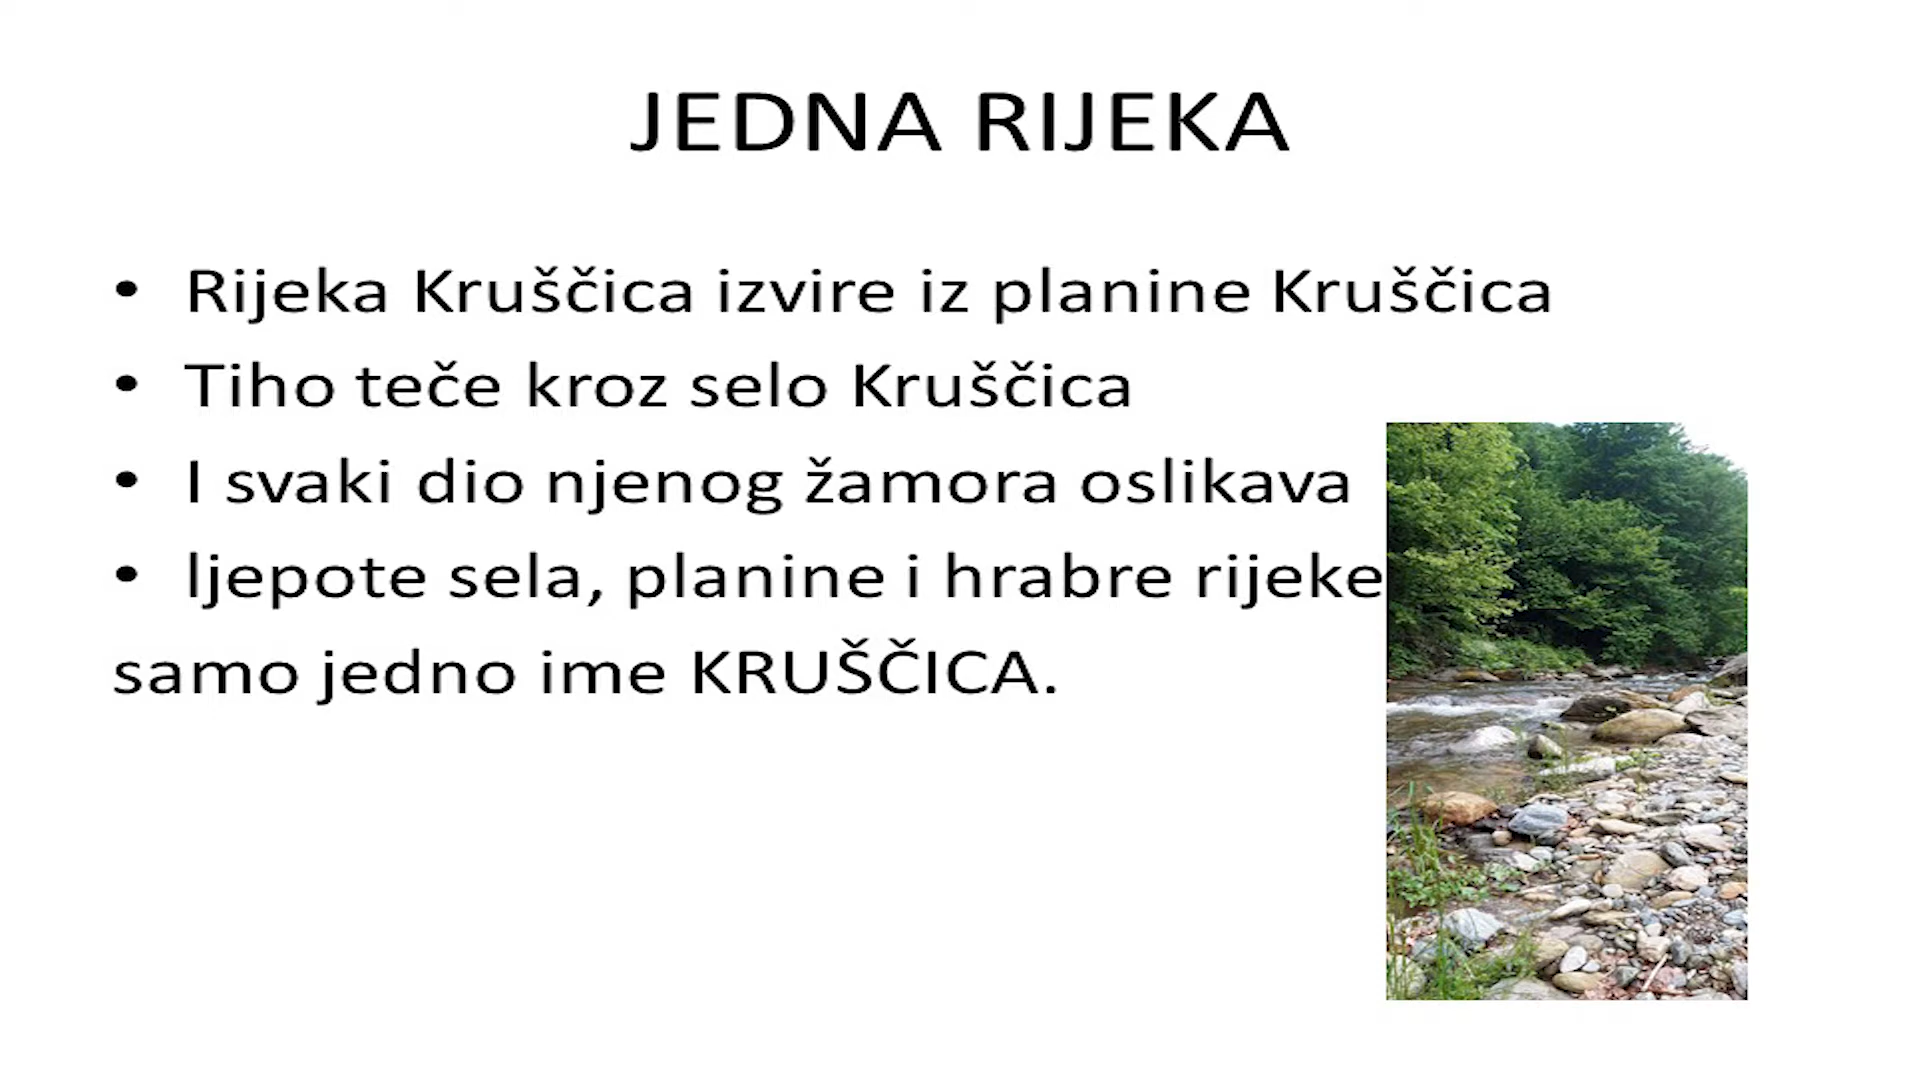 JEDNA RIJEKA
• Rijeka Kruščica izvire iz planine Kruščica
• Tiho teče kroz selo Kruščica
• I svaki dio njenog žamora oslikava
• ljepote sela, planine i hrabre rijeke
samo jedno ime KRUŠČICA.